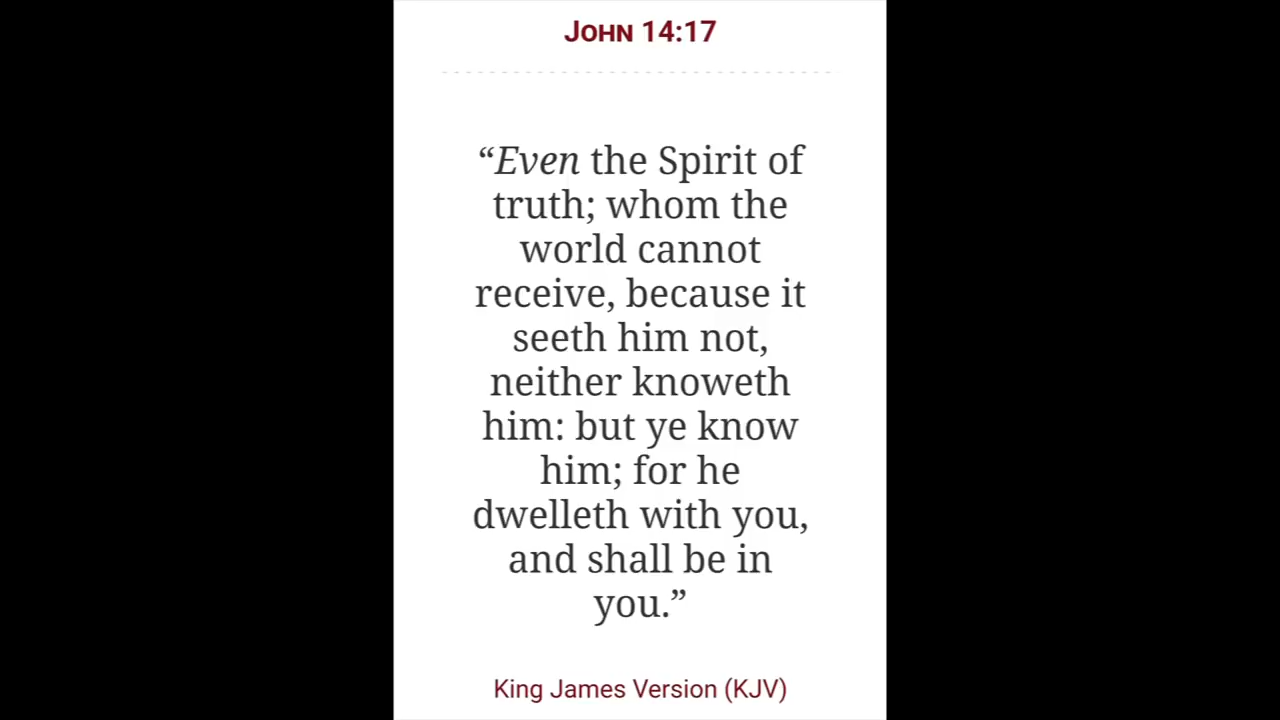 John 14:17
“Even the Spirit of
truth; whom the
world cannot
receive, because it
seeth him not,
neither knoweth
him: but ye know
him; for he
dwelleth with you,
and shall be in
you.”
King James Version (KJV)